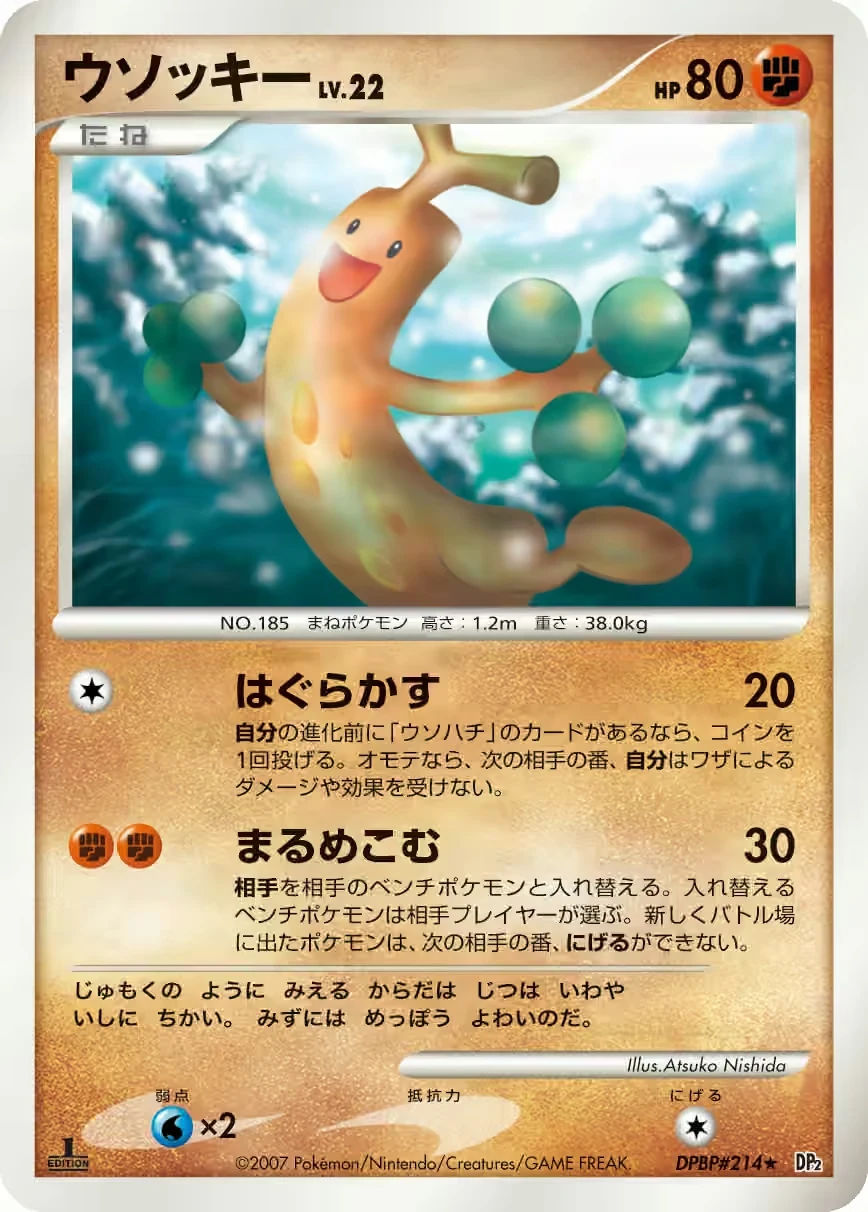 ウソッキー LV.22 HP 80
たね
NO.185 まねポケモン 高さ:1.2m 重さ:38.0kg
はぐらかす 20
自分の進化前に「ウソハチ」のカードがあるなら、コインを
1回投げる。オモテなら、次の相手の番、自分はワザによる
ダメージや効果を受けない。
まるめこむ 30
相手を相手のベンチポケモンと入れ替える。入れ替える
ベンチポケモンは相手プレイヤーが選ぶ。新しくバトル場
に出たポケモンは、次の相手の番、にげるができない。
じゅもくの ように みえる からだは じつは いわや
いしに ちかい。 みずには めっぽう よわいのだ。
Illus.Atsuko Nishida
弱点 抵抗力 にげる
×2
1 EDITION ©2007 Pokémon/Nintendo/Creatures/GAME FREAK. DPBP#214★ DP2